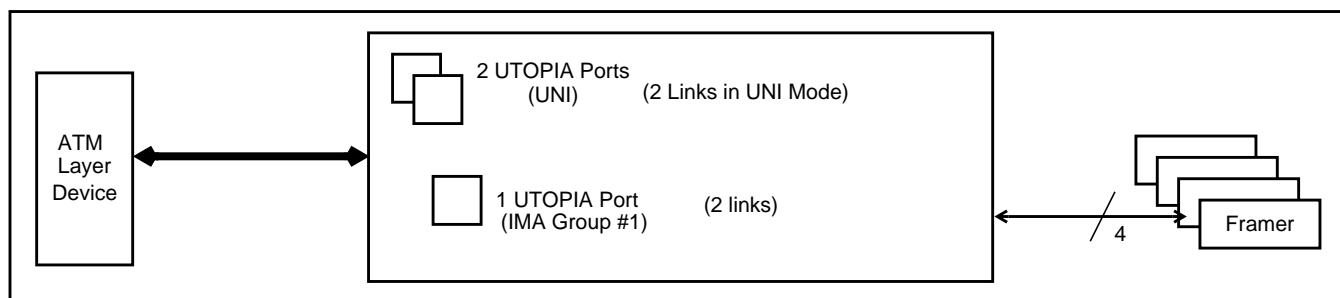 ATM
Layer
Device
2 UTOPIA Ports
(UNI)
(2 Links in UNI Mode)
1 UTOPIA Port
(IMA Group #1)
(2 links)
4
Framer